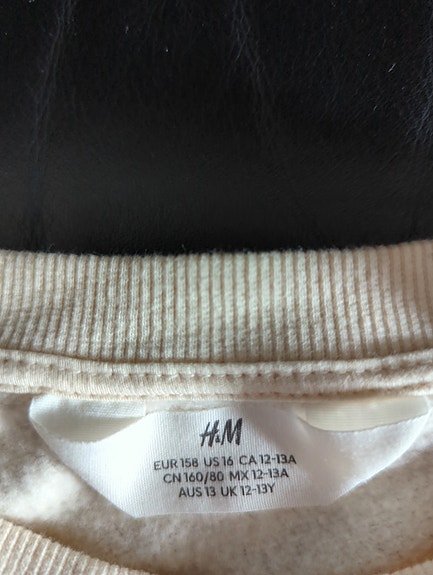 H&M
EUR 158 US 16 CA 12-13A
CN 160/80 MX 12-13A
AUS 13 UK 12-13Y